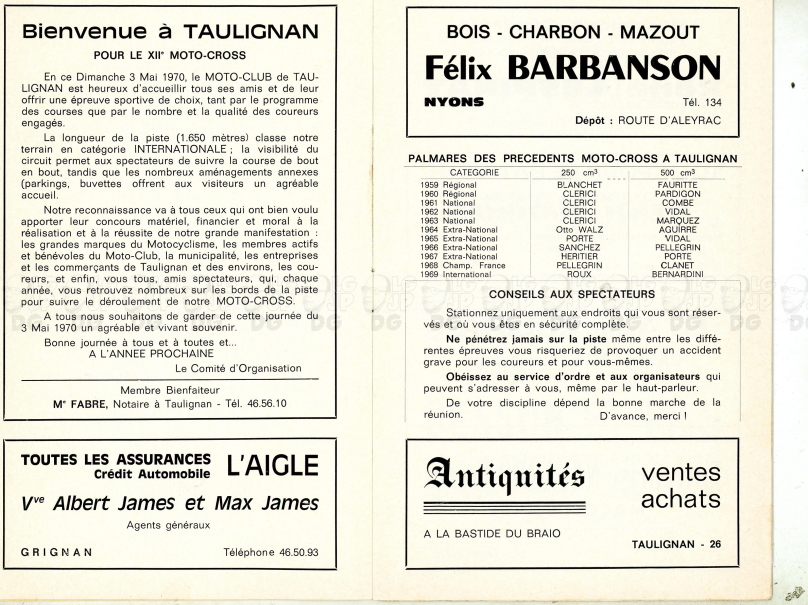 Bienvenue à TAULIGNAN
POUR LE XIIe MOTO-CROSS
En ce Dimanche 3 Mai 1970, le MOTO-CLUB de TAU-
LIGNAN est heureux d'accueillir tous ses amis et de leur
offrir une épreuve sportive de choix, tant par le programme
des courses que par le nombre et la qualité des coureurs
engagés.
La longueur de la piste (1.650 mètres) classe notre
terrain en catégorie INTERNATIONALE ; la visibilité du
circuit permet aux spectateurs de suivre la course de bout
en bout, tandis que les nombreux aménagements annexes
(parkings, buvettes offrent aux visiteurs un agréable
accueil.
Notre reconnaissance va à tous ceux qui ont bien voulu
apporter leur concours matériel, financier et moral à la
réalisation et à la réussite de notre grande manifestation :
les grandes marques du Motocyclisme, les membres actifs
et bénévoles du Moto-Club, la municipalité, les entreprises
et les commerçants de Taulignan et des environs, les cou-
reurs, et enfin, vous tous, amis spectateurs, qui, chaque
année, vous retrouvez nombreux sur les bords de la piste
pour suivre le déroulement de notre MOTO-CROSS.
A tous nous souhaitons de garder de cette journée du
3 Mai 1970 un agréable et vivant souvenir.
Bonne journée à tous et à toutes et...
A L'ANNEE PROCHAINE
Le Comité d'Organisation
Membre Bienfaiteur
Me FABRE, Notaire à Taulignan - Tél. 46.56.10
TOUTES LES ASSURANCES L'AIGLE
Crédit Automobile
Vve Albert James et Max James
Agents généraux
GRIGNAN Téléphone 46.50.93
BOIS - CHARBON - MAZOUT
Félix BARBANSON
NYONS Tél. 134
Dépôt : ROUTE D'ALEYRAC
PALMARES DES PRECEDENTS MOTO-CROSS A TAULIGNAN
CATEGORIE 250 cm3 500 cm3
1959 Régional BLANCHET FAURITTE
1960 Régional CLERICI PARDIGON
1961 National CLERICI COMBE
1962 National CLERICI VIDAL
1963 National CLERICI MARQUEZ
1964 Extra-National Otto WALZ AGUIRRE
1965 Extra-National PORTE VIDAL
1966 Extra-National SANCHEZ PELLEGRIN
1967 Extra-National HERITIER PORTE
1968 Champ. France PELLEGRIN CLANET
1969 International ROUX BERNARDINI
CONSEILS AUX SPECTATEURS
Stationnez uniquement aux endroits qui vous sont réser-
vés et où vous êtes en sécurité complète.
Ne pénétrez jamais sur la piste même entre les diffé-
rentes épreuves vous risqueriez de provoquer un accident
grave pour les coureurs et pour vous-mêmes.
Obéissez au service d'ordre et aux organisateurs qui
peuvent s'adresser à vous, même par le haut-parleur.
De votre discipline dépend la bonne marche de la
réunion. D'avance, merci !
Antiquités ventes
achats
A LA BASTIDE DU BRAIO
TAULIGNAN - 26